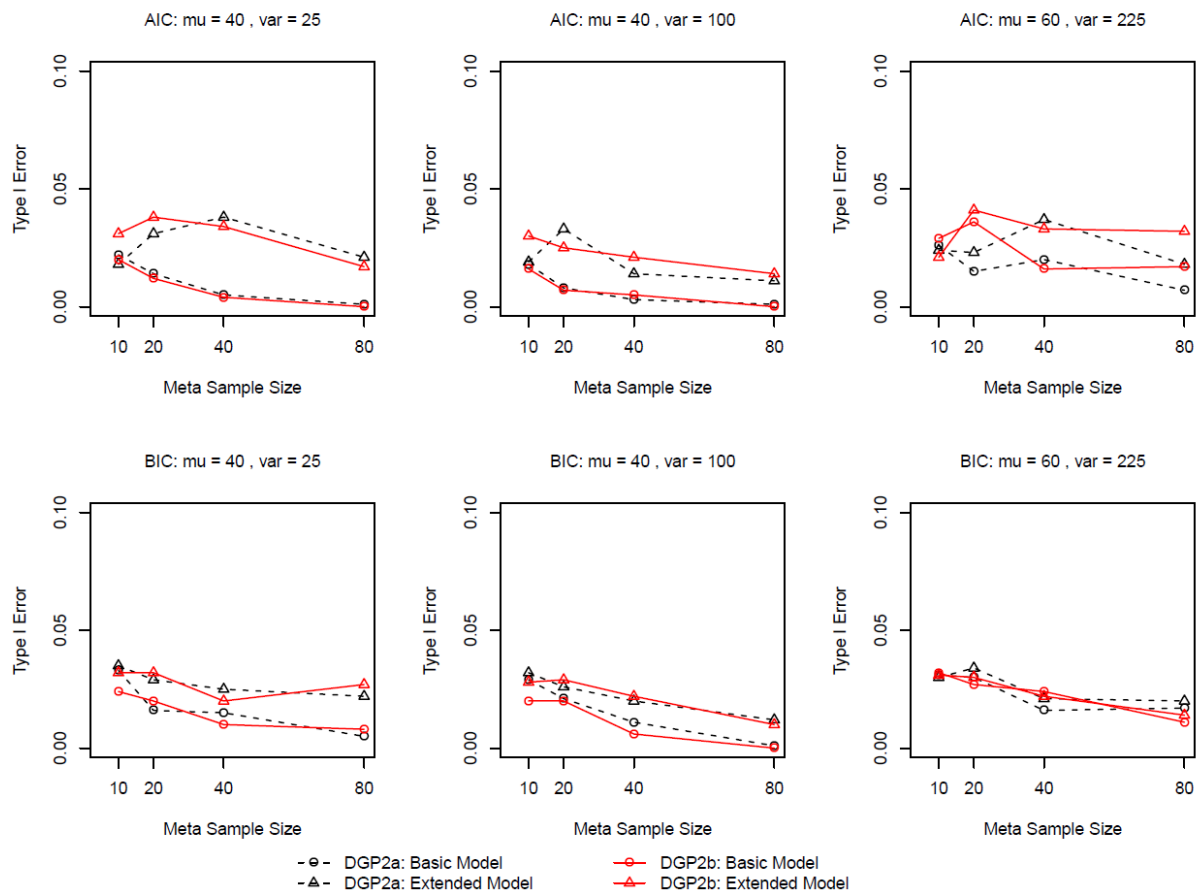 AIC: mu = 40 , var = 25
AIC: mu = 40 , var = 100
AIC: mu = 60 , var = 225
Type I Error
0.10
0.05
0.00
10 20 40 80
Meta Sample Size
Type I Error
0.10
0.05
0.00
10 20 40 80
Meta Sample Size
Type I Error
0.10
0.05
0.00
10 20 40 80
Meta Sample Size
BIC: mu = 40 , var = 25
BIC: mu = 40 , var = 100
BIC: mu = 60 , var = 225
Type I Error
0.10
0.05
0.00
10 20 40 80
Meta Sample Size
Type I Error
0.10
0.05
0.00
10 20 40 80
Meta Sample Size
Type I Error
0.10
0.05
0.00
10 20 40 80
Meta Sample Size
DGP2a: Basic Model
DGP2a: Extended Model
DGP2b: Basic Model
DGP2b: Extended Model